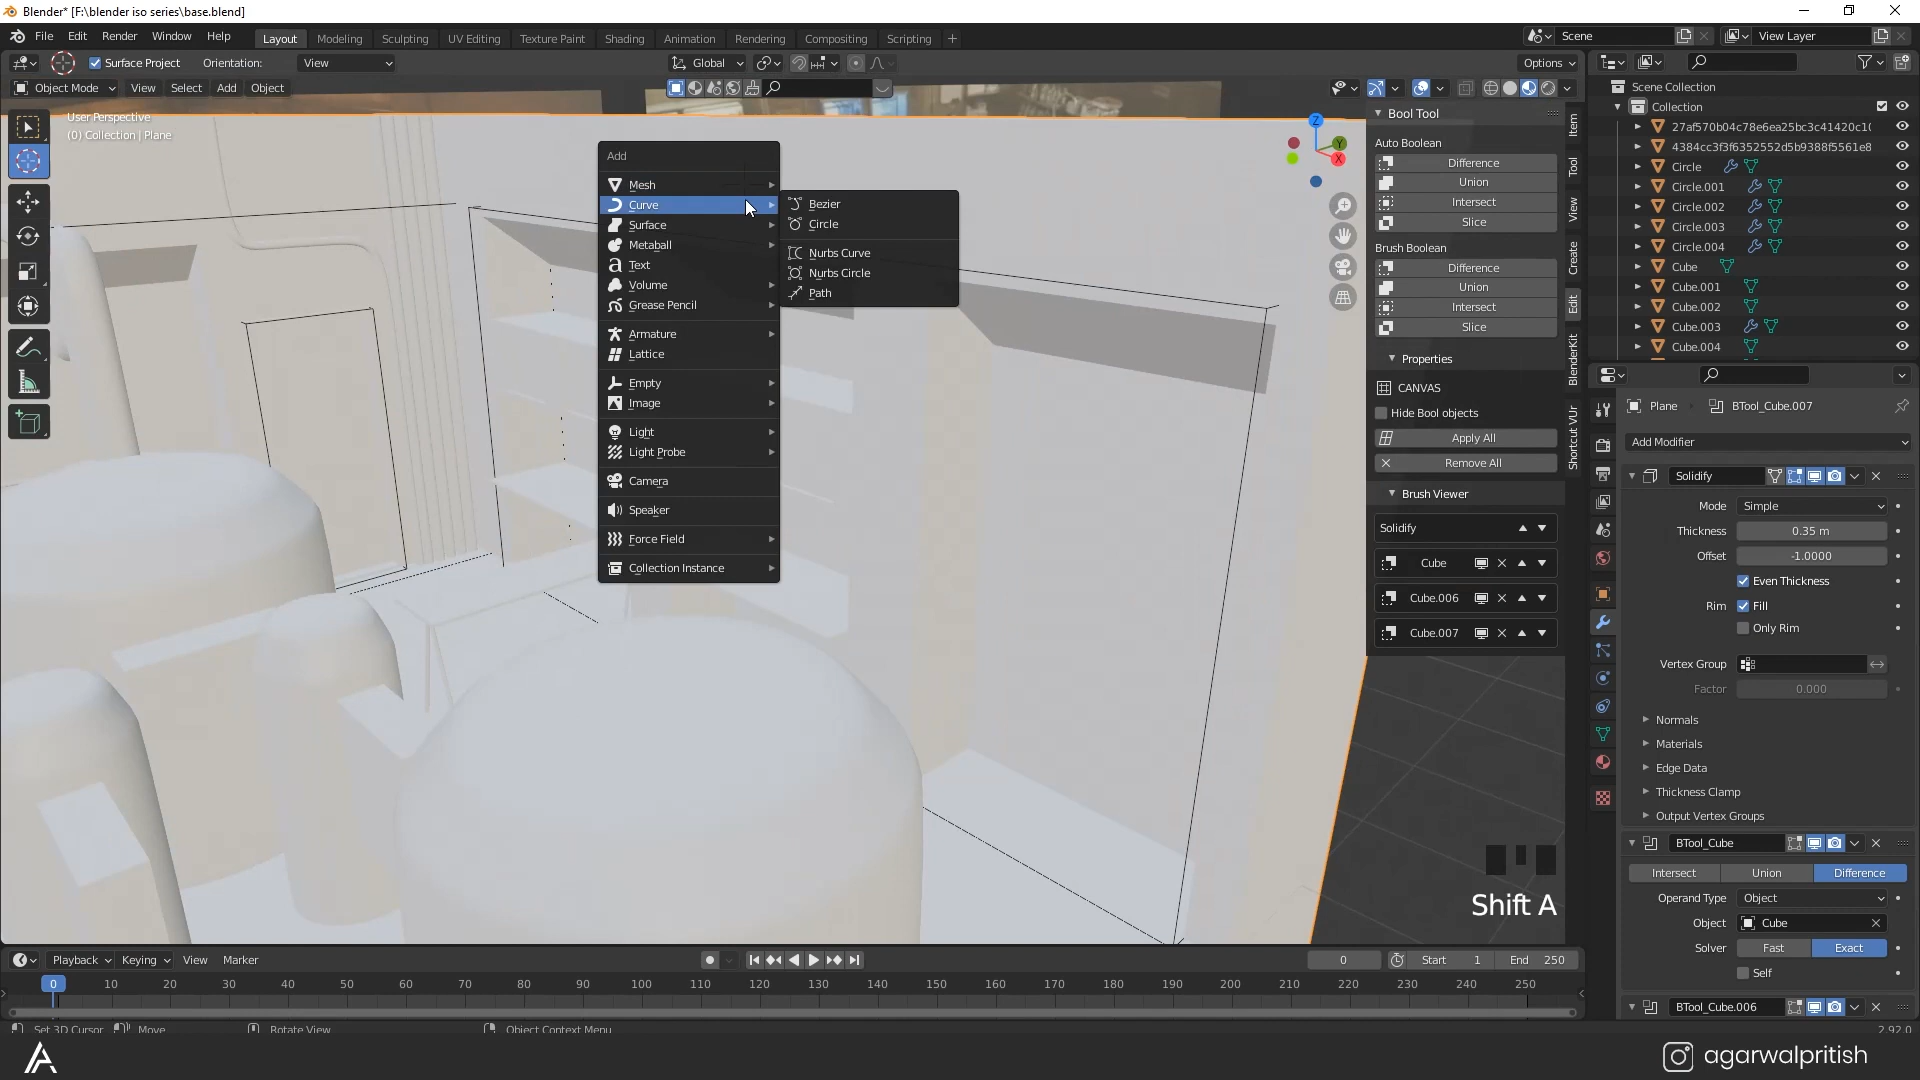 Blender* [F:\blender iso series\base.blend]
File Edit Render Window Help Layout Modeling Sculpting UV Editing Texture Paint Shading Animation Rendering Compositing Scripting + Scene View Layer
Surface Project Orientation: View Global Options
Object Mode View Select Add Object
User Perspective
(0) Collection | Plane
Add
Mesh
Curve
Surface
Metaball
Text
Volume
Grease Pencil
Armature
Lattice
Empty
Image
Light
Light Probe
Camera
Speaker
Force Field
Collection Instance
Bezier
Circle
Nurbs Curve
Nurbs Circle
Path
Z
Y
X
Bool Tool
Auto Boolean
Difference
Union
Intersect
Slice
Brush Boolean
Difference
Union
Intersect
Slice
Properties
CANVAS
Hide Bool objects
Apply All
Remove All
Brush Viewer
Solidify
Cube
Cube.006
Cube.007
Item
Tool
View
Create
Edit
BlenderKit
Shortcut VUr
Shift A
Scene Collection
Collection
27af570b04c78e6ea25bc3c41420c1(
4384cc3f3f6352552d5b9388f5561e8
Circle
Circle.001
Circle.002
Circle.003
Circle.004
Cube
Cube.001
Cube.002
Cube.003
Cube.004
Plane BTool_Cube.007
Add Modifier
Solidify
Mode Simple
Thickness 0.35 m
Offset -1.0000
Even Thickness
Rim Fill
Only Rim
Vertex Group
Factor 0.000
Normals
Materials
Edge Data
Thickness Clamp
Output Vertex Groups
BTool_Cube
Intersect Union Difference
Operand Type Object
Object Cube
Solver Fast Exact
Self
BTool_Cube.006
Playback Keying View Marker 0 Start 1 End 250
0 10 20 30 40 50 60 70 80 90 100 110 120 130 140 150 160 170 180 190 200 210 220 230 240 250
Set 3D Cursor Move Rotate View Object Context Menu 2.92.0
agarwalpritish